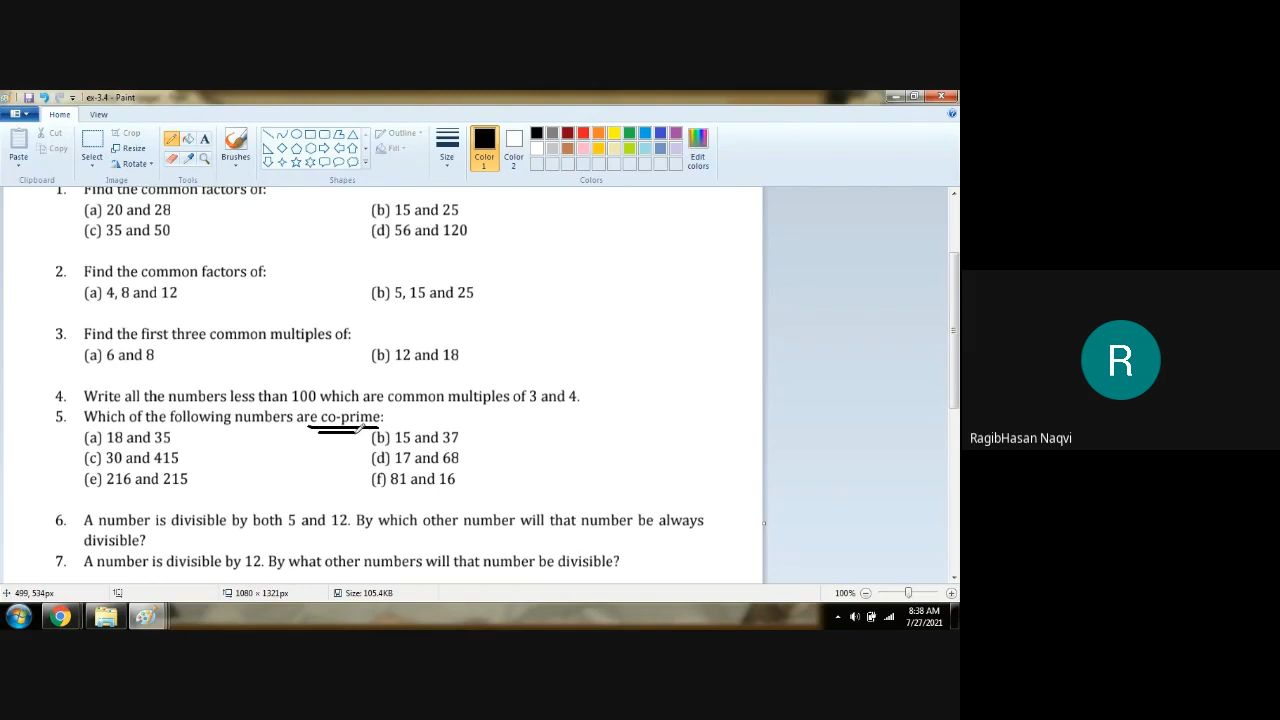 ex-3.4 - Paint
Home View
Paste
Cut
Copy
Clipboard
Select
Crop
Resize
Rotate
Image
A
Tools
Brushes
Outline
Fill
Shapes
Size
Color 1
Color 2
Edit colors
Colors
1. Find the common factors of:
(a) 20 and 28 (b) 15 and 25
(c) 35 and 50 (d) 56 and 120
2. Find the common factors of:
(a) 4, 8 and 12 (b) 5, 15 and 25
3. Find the first three common multiples of:
(a) 6 and 8 (b) 12 and 18
4. Write all the numbers less than 100 which are common multiples of 3 and 4.
5. Which of the following numbers are co-prime:
(a) 18 and 35 (b) 15 and 37
(c) 30 and 415 (d) 17 and 68
(e) 216 and 215 (f) 81 and 16
6. A number is divisible by both 5 and 12. By which other number will that number be always
divisible?
7. A number is divisible by 12. By what other numbers will that number be divisible?
499, 534px 1080 × 1321px Size: 105.4KB 100%
8:38 AM
7/27/2021
R
RagibHasan Naqvi